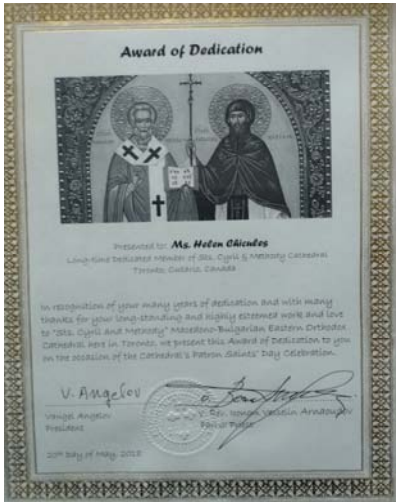 Award of Dedication
Presented to: Ms. Helen Chiculos
Long-time Dedicated Member of Sts. Cyril & Methody Cathedral
Toronto, Ontario, Canada
In recognition of your many years of dedication and with many
thanks for your long-standing and highly esteemed work and love
to "Sts. Cyril and Methody" Macedono-Bulgarian Eastern Orthodox
Cathedral here in Toronto, we present this Award of Dedication to you
on the occasion of the Cathedral's Patron Saints' Day Celebration.
V. Angelov
Vangel Angelov
President
V. Rev. Iconom
Parish Priest
20th Day of May,